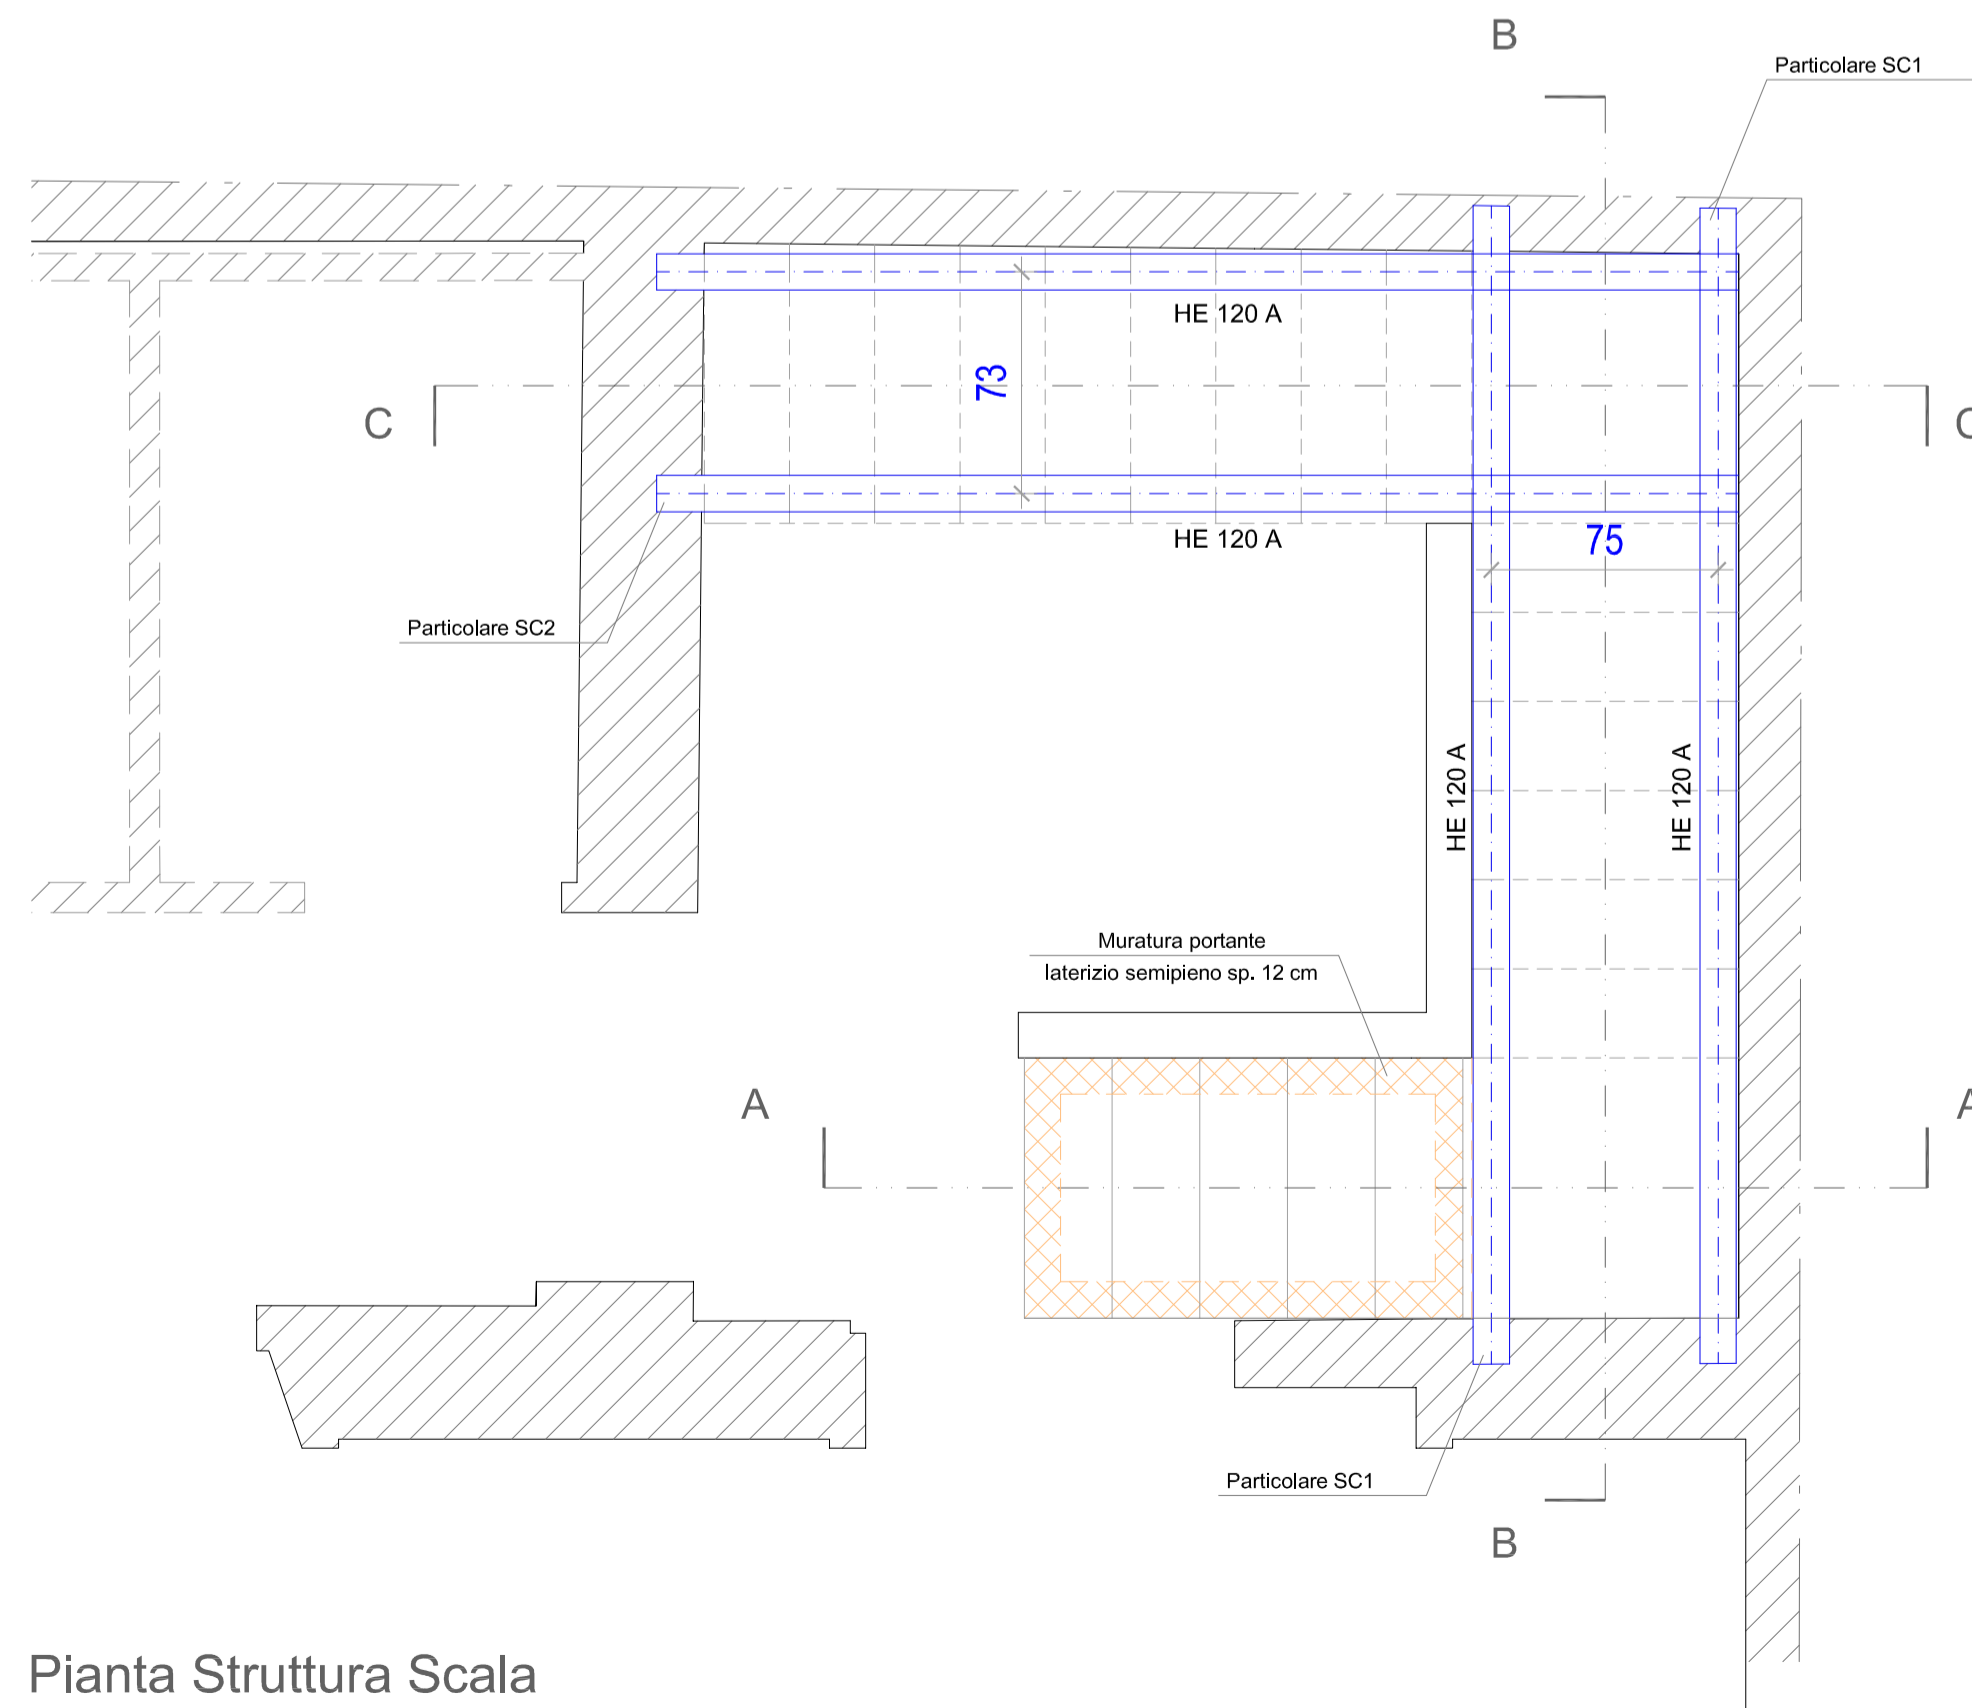 B
Particolare SC1
HE 120 A
73
C
C
HE 120 A
75
Particolare SC2
HE 120 A
HE 120 A
Muratura portante
laterizio semipieno sp. 12 cm
A
A
Particolare SC1
B
Pianta Struttura Scala